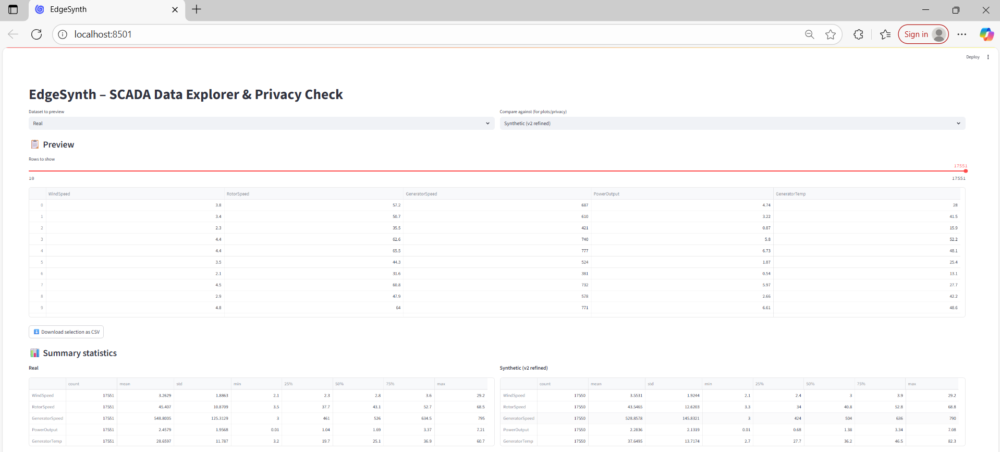 EdgeSynth
localhost:8501
Sign in
Deploy
EdgeSynth – SCADA Data Explorer & Privacy Check
Dataset to preview
Compare against (for plots/privacy)
Real
Synthetic (v2 refined)
Preview
Rows to show
17551
10 17551
WindSpeed RotorSpeed GeneratorSpeed PowerOutput GeneratorTemp
0 3.8 57.2 687 4.74 28
1 3.4 50.7 610 3.22 41.5
2 2.3 35.5 421 0.87 15.9
3 4.4 62.6 740 5.8 52.2
4 4.4 65.5 777 6.73 48.1
5 3.5 44.3 524 1.87 25.4
6 2.1 31.6 381 0.54 13.1
7 4.5 60.8 732 5.97 27.7
8 2.9 47.9 578 2.66 42.2
9 4.8 64 771 6.61 48.6
Download selection as CSV
Summary statistics
Real
count mean std min 25% 50% 75% max
WindSpeed 17551 3.2629 1.8863 2.1 2.3 2.8 3.6 29.2
RotorSpeed 17551 45.407 10.8709 3.5 37.7 43.1 52.7 68.5
GeneratorSpeed 17551 548.8005 125.3129 3 461 526 634.5 795
PowerOutput 17551 2.4579 1.9568 0.01 1.04 1.69 3.37 7.21
GeneratorTemp 17551 28.6597 11.787 3.2 19.7 25.1 36.9 60.7
Synthetic (v2 refined)
count mean std min 25% 50% 75% max
WindSpeed 17550 3.5531 1.9244 2.1 2.4 3 3.9 29.2
RotorSpeed 17550 43.5465 12.6203 3.3 34 40.8 52.8 68.8
GeneratorSpeed 17550 528.8578 145.8321 3 424 504 636 790
PowerOutput 17550 2.2836 2.1319 0.01 0.68 1.38 3.34 7.08
GeneratorTemp 17550 37.6495 13.7174 2.7 27.7 36.2 46.5 82.3